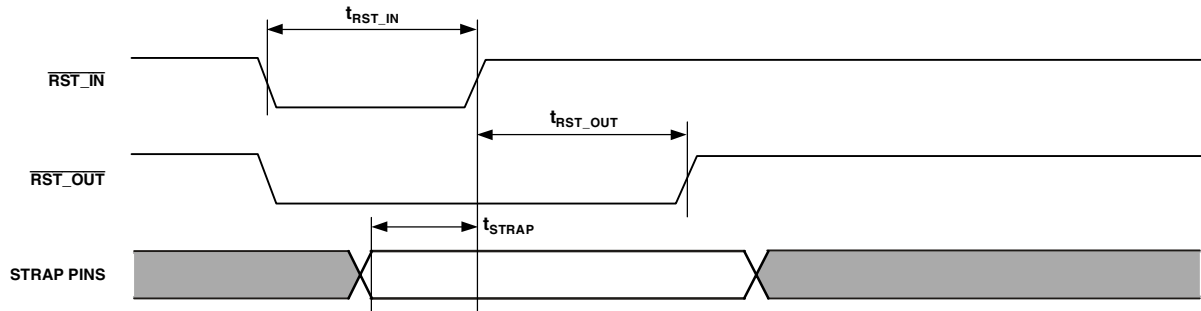 tRST_IN
RST_IN
tRST_OUT
RST_OUT
tSTRAP
STRAP PINS